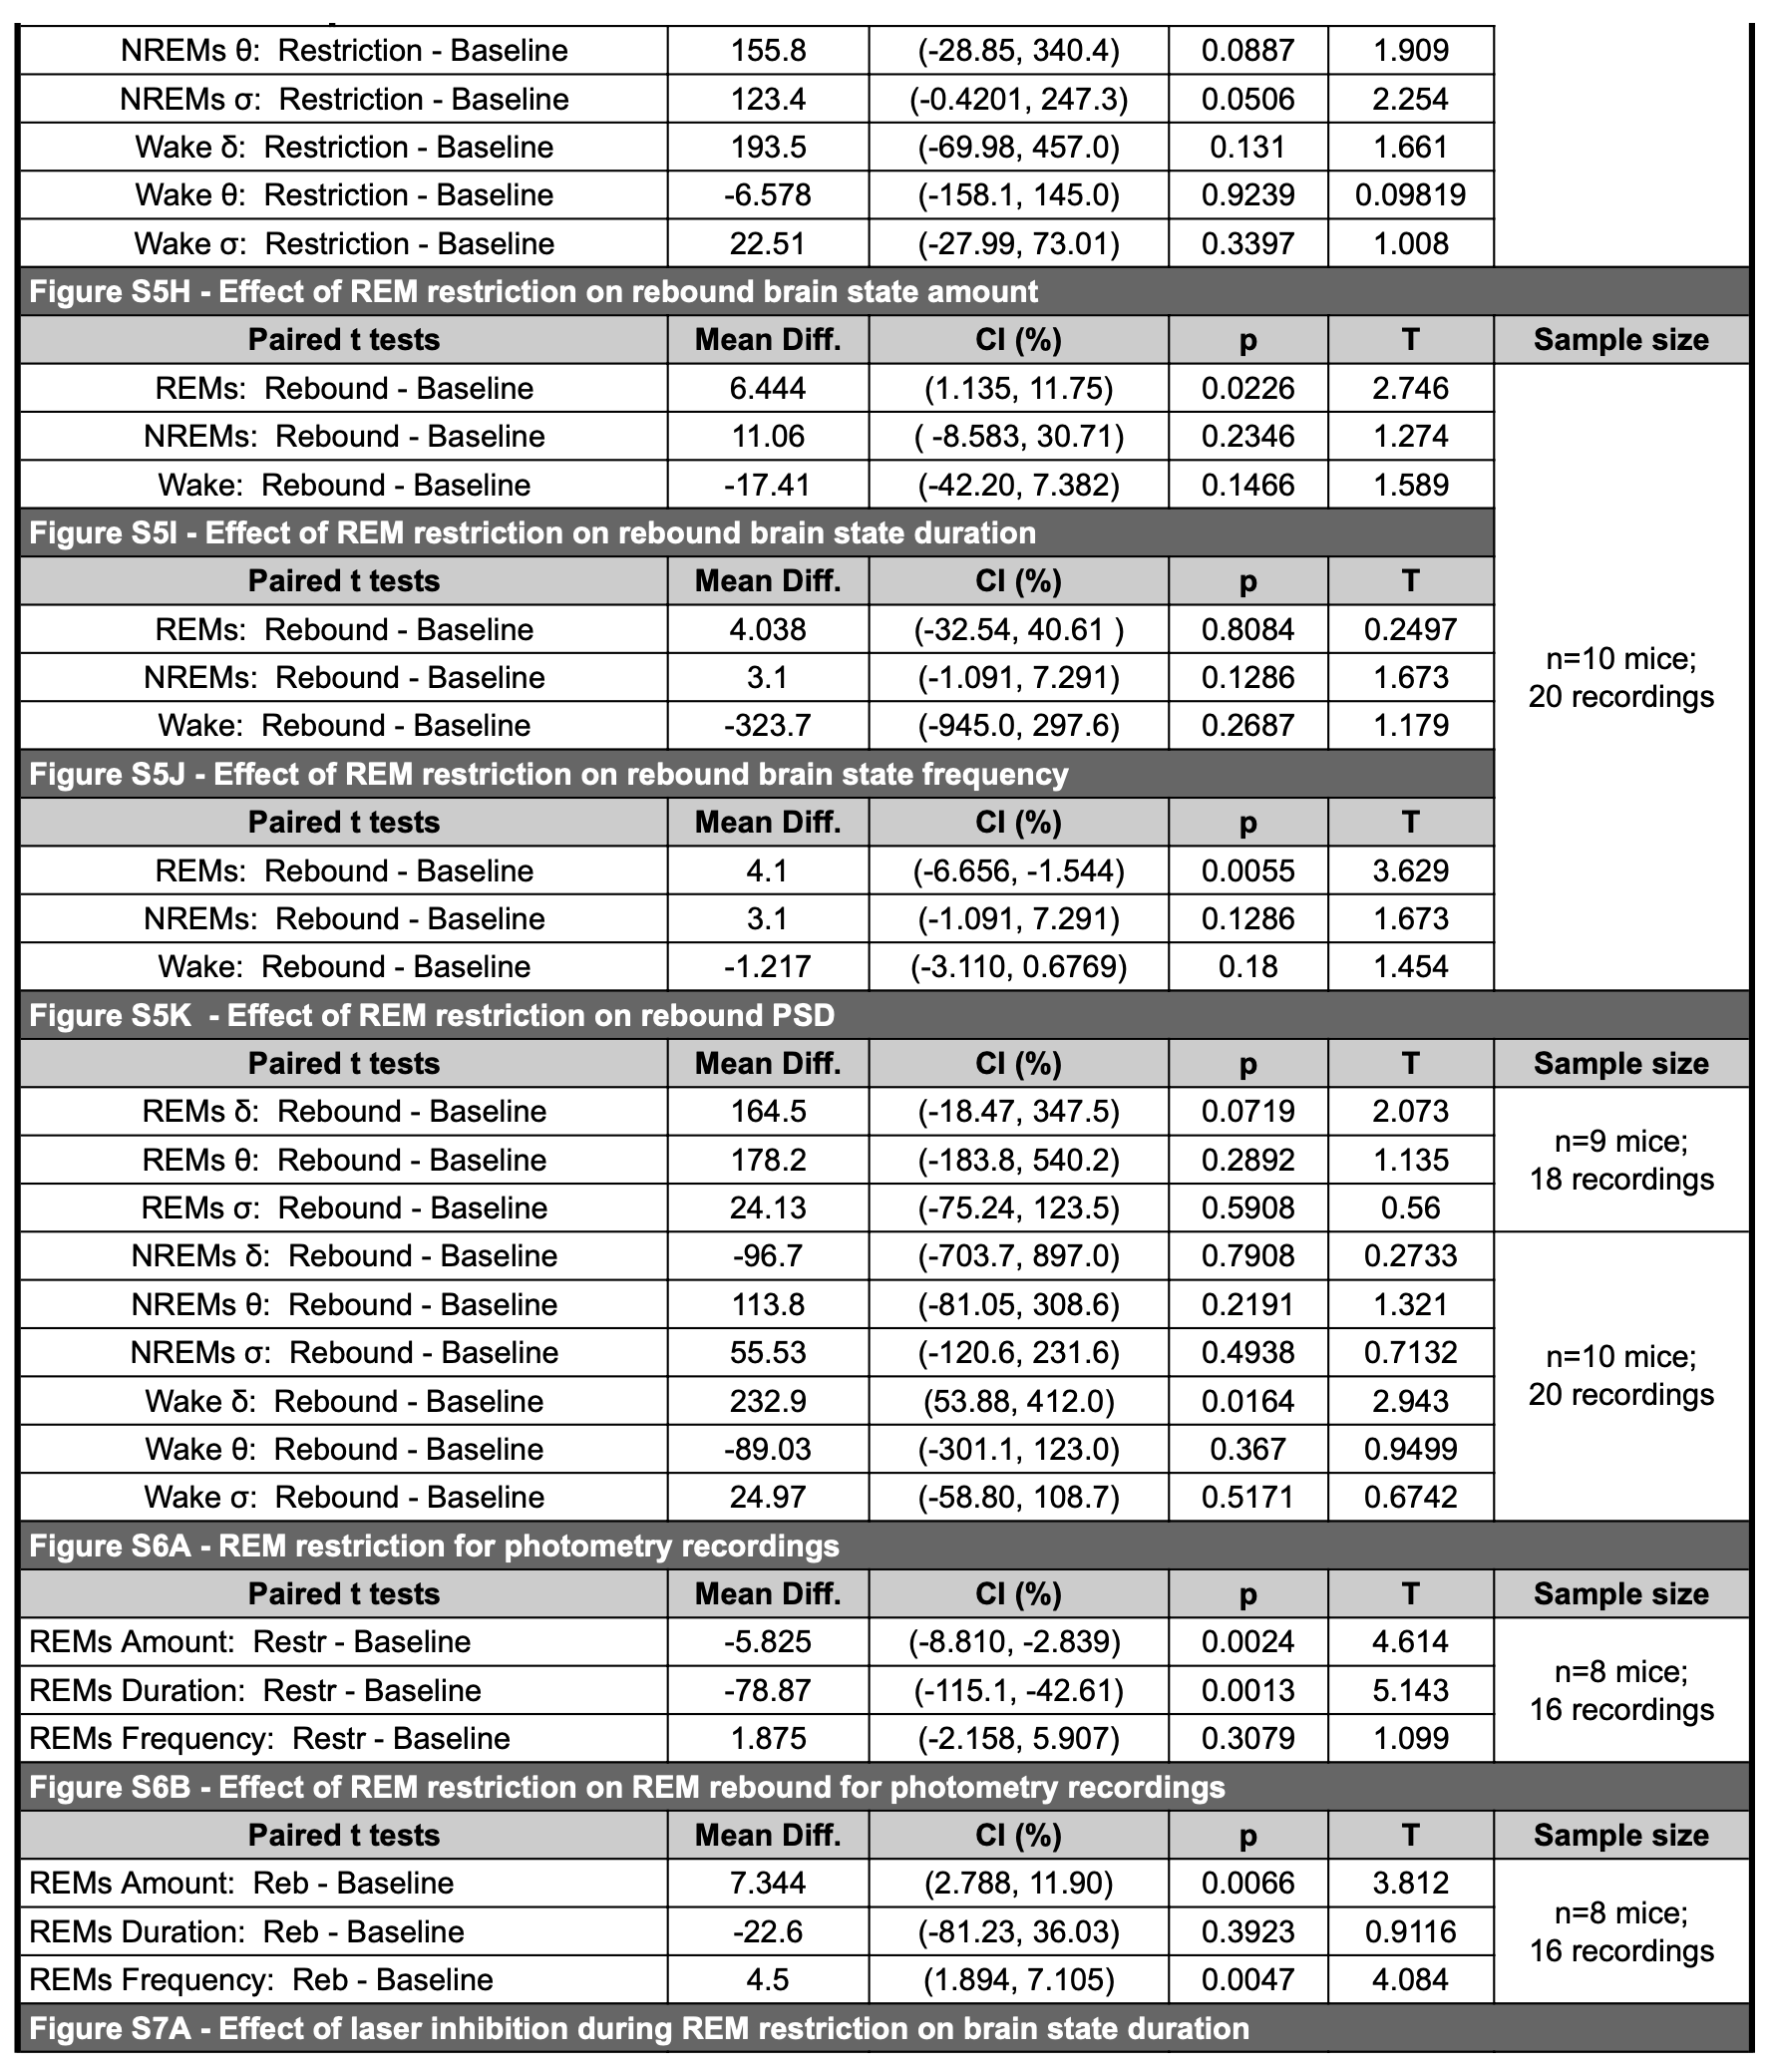 NREMs θ: Restriction - Baseline 155.8 (-28.85, 340.4) 0.0887 1.909
NREMs σ: Restriction - Baseline 123.4 (-0.4201, 247.3) 0.0506 2.254
Wake δ: Restriction - Baseline 193.5 (-69.98, 457.0) 0.131 1.661
Wake θ: Restriction - Baseline -6.578 (-158.1, 145.0) 0.9239 0.09819
Wake σ: Restriction - Baseline 22.51 (-27.99, 73.01) 0.3397 1.008
Figure S5H - Effect of REM restriction on rebound brain state amount
Paired t tests Mean Diff. CI (%) p T Sample size
REMs: Rebound - Baseline 6.444 (1.135, 11.75) 0.0226 2.746
NREMs: Rebound - Baseline 11.06 ( -8.583, 30.71) 0.2346 1.274
Wake: Rebound - Baseline -17.41 (-42.20, 7.382) 0.1466 1.589
Figure S5I - Effect of REM restriction on rebound brain state duration
Paired t tests Mean Diff. CI (%) p T
REMs: Rebound - Baseline 4.038 (-32.54, 40.61 ) 0.8084 0.2497
NREMs: Rebound - Baseline 3.1 (-1.091, 7.291) 0.1286 1.673
n=10 mice;
20 recordings
Wake: Rebound - Baseline -323.7 (-945.0, 297.6) 0.2687 1.179
Figure S5J - Effect of REM restriction on rebound brain state frequency
Paired t tests Mean Diff. CI (%) p T
REMs: Rebound - Baseline 4.1 (-6.656, -1.544) 0.0055 3.629
NREMs: Rebound - Baseline 3.1 (-1.091, 7.291) 0.1286 1.673
Wake: Rebound - Baseline -1.217 (-3.110, 0.6769) 0.18 1.454
Figure S5K - Effect of REM restriction on rebound PSD
Paired t tests Mean Diff. CI (%) p T Sample size
REMs δ: Rebound - Baseline 164.5 (-18.47, 347.5) 0.0719 2.073
REMs θ: Rebound - Baseline 178.2 (-183.8, 540.2) 0.2892 1.135
n=9 mice;
18 recordings
REMs σ: Rebound - Baseline 24.13 (-75.24, 123.5) 0.5908 0.56
NREMs δ: Rebound - Baseline -96.7 (-703.7, 897.0) 0.7908 0.2733
NREMs θ: Rebound - Baseline 113.8 (-81.05, 308.6) 0.2191 1.321
NREMs σ: Rebound - Baseline 55.53 (-120.6, 231.6) 0.4938 0.7132
n=10 mice;
20 recordings
Wake δ: Rebound - Baseline 232.9 (53.88, 412.0) 0.0164 2.943
Wake θ: Rebound - Baseline -89.03 (-301.1, 123.0) 0.367 0.9499
Wake σ: Rebound - Baseline 24.97 (-58.80, 108.7) 0.5171 0.6742
Figure S6A - REM restriction for photometry recordings
Paired t tests Mean Diff. CI (%) p T Sample size
REMs Amount: Restr - Baseline -5.825 (-8.810, -2.839) 0.0024 4.614
REMs Duration: Restr - Baseline -78.87 (-115.1, -42.61) 0.0013 5.143
n=8 mice;
16 recordings
REMs Frequency: Restr - Baseline 1.875 (-2.158, 5.907) 0.3079 1.099
Figure S6B - Effect of REM restriction on REM rebound for photometry recordings
Paired t tests Mean Diff. CI (%) p T Sample size
REMs Amount: Reb - Baseline 7.344 (2.788, 11.90) 0.0066 3.812
REMs Duration: Reb - Baseline -22.6 (-81.23, 36.03) 0.3923 0.9116
n=8 mice;
16 recordings
REMs Frequency: Reb - Baseline 4.5 (1.894, 7.105) 0.0047 4.084
Figure S7A - Effect of laser inhibition during REM restriction on brain state duration